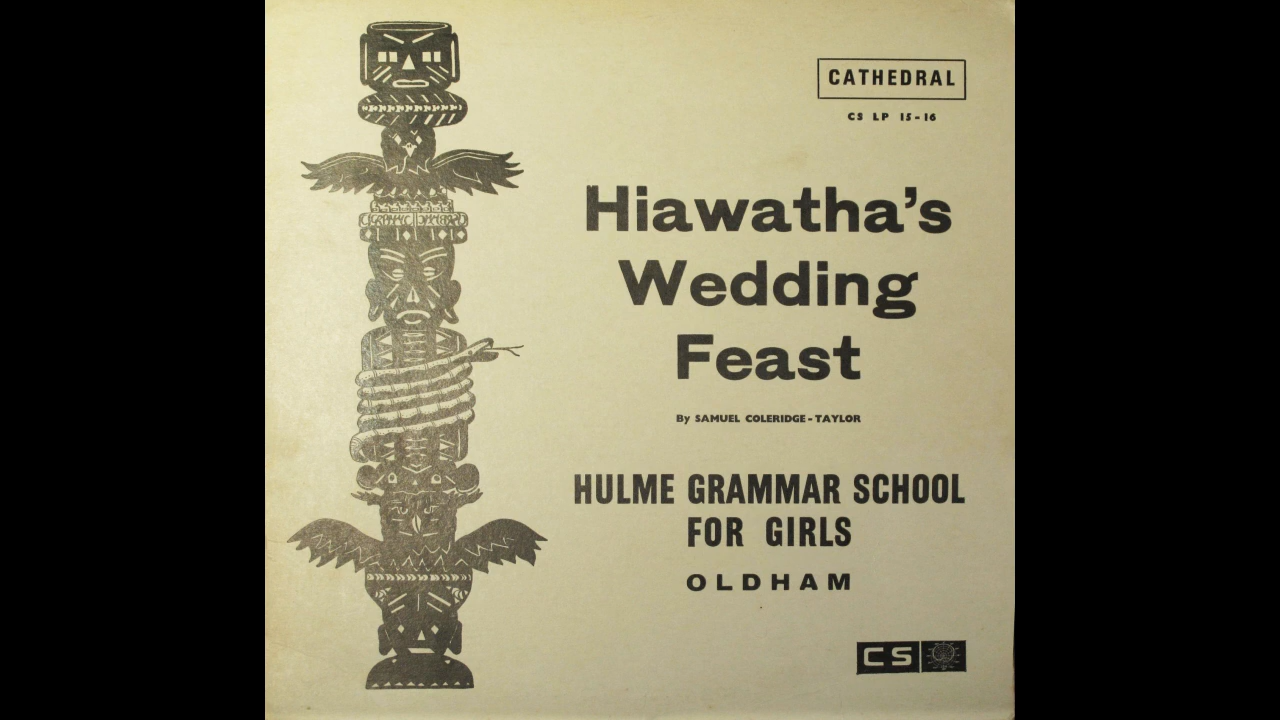 CATHEDRAL
CS LP 15-16
Hiawatha's
Wedding
Feast
By SAMUEL COLERIDGE-TAYLOR
HULME GRAMMAR SCHOOL
FOR GIRLS
OLDHAM
CS